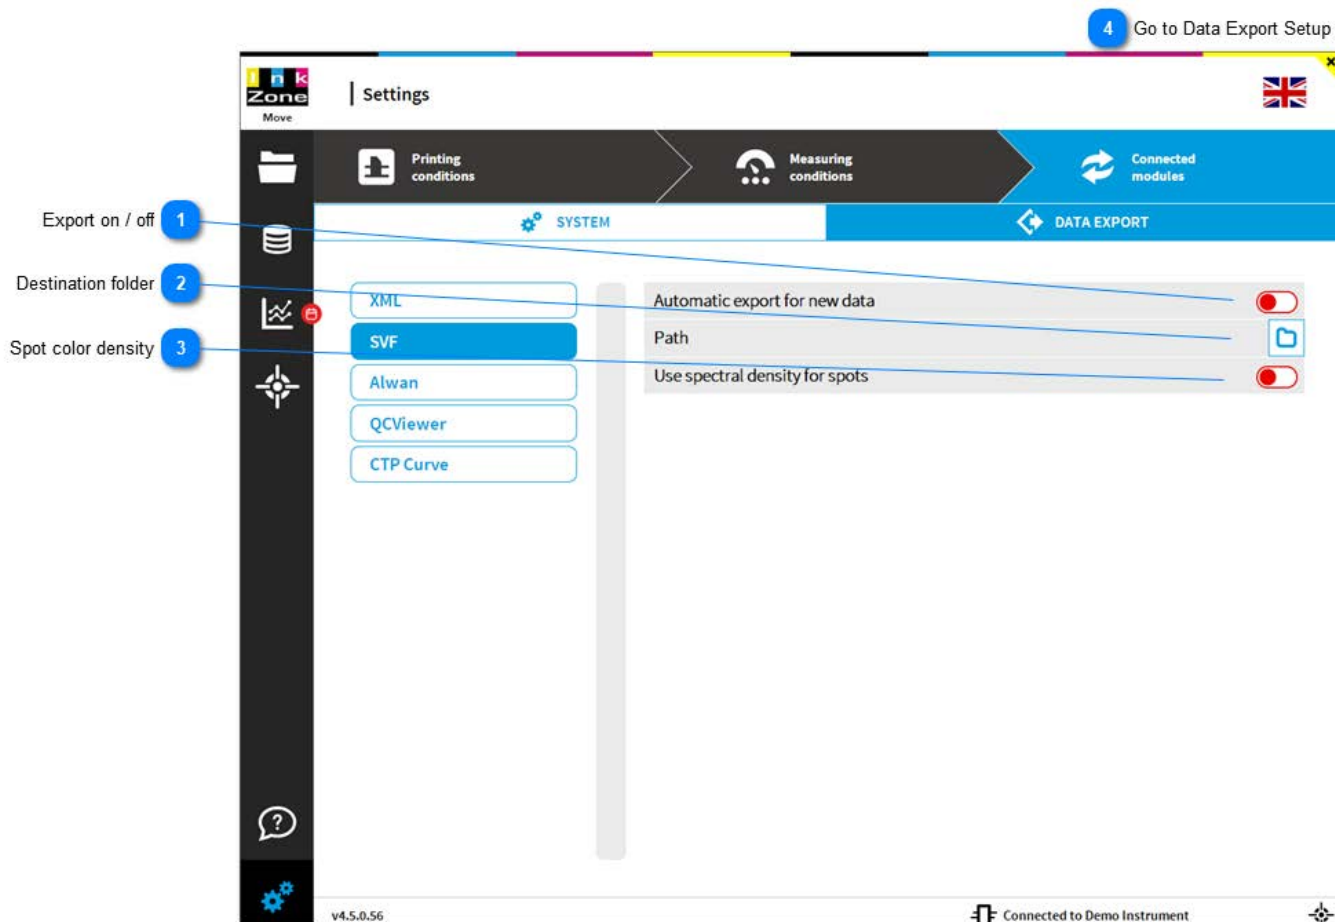 4 Go to Data Export Setup
Ink
Zone
Move
Settings
Printing
conditions
Measuring
conditions
Connected
modules
Export on / off 1
SYSTEM
DATA EXPORT
Destination folder 2
XML
Automatic export for new data
SVF
Path
Spot color density 3
Alwan
Use spectral density for spots
QCViewer
CTP Curve
v4.5.0.56
Connected to Demo Instrument